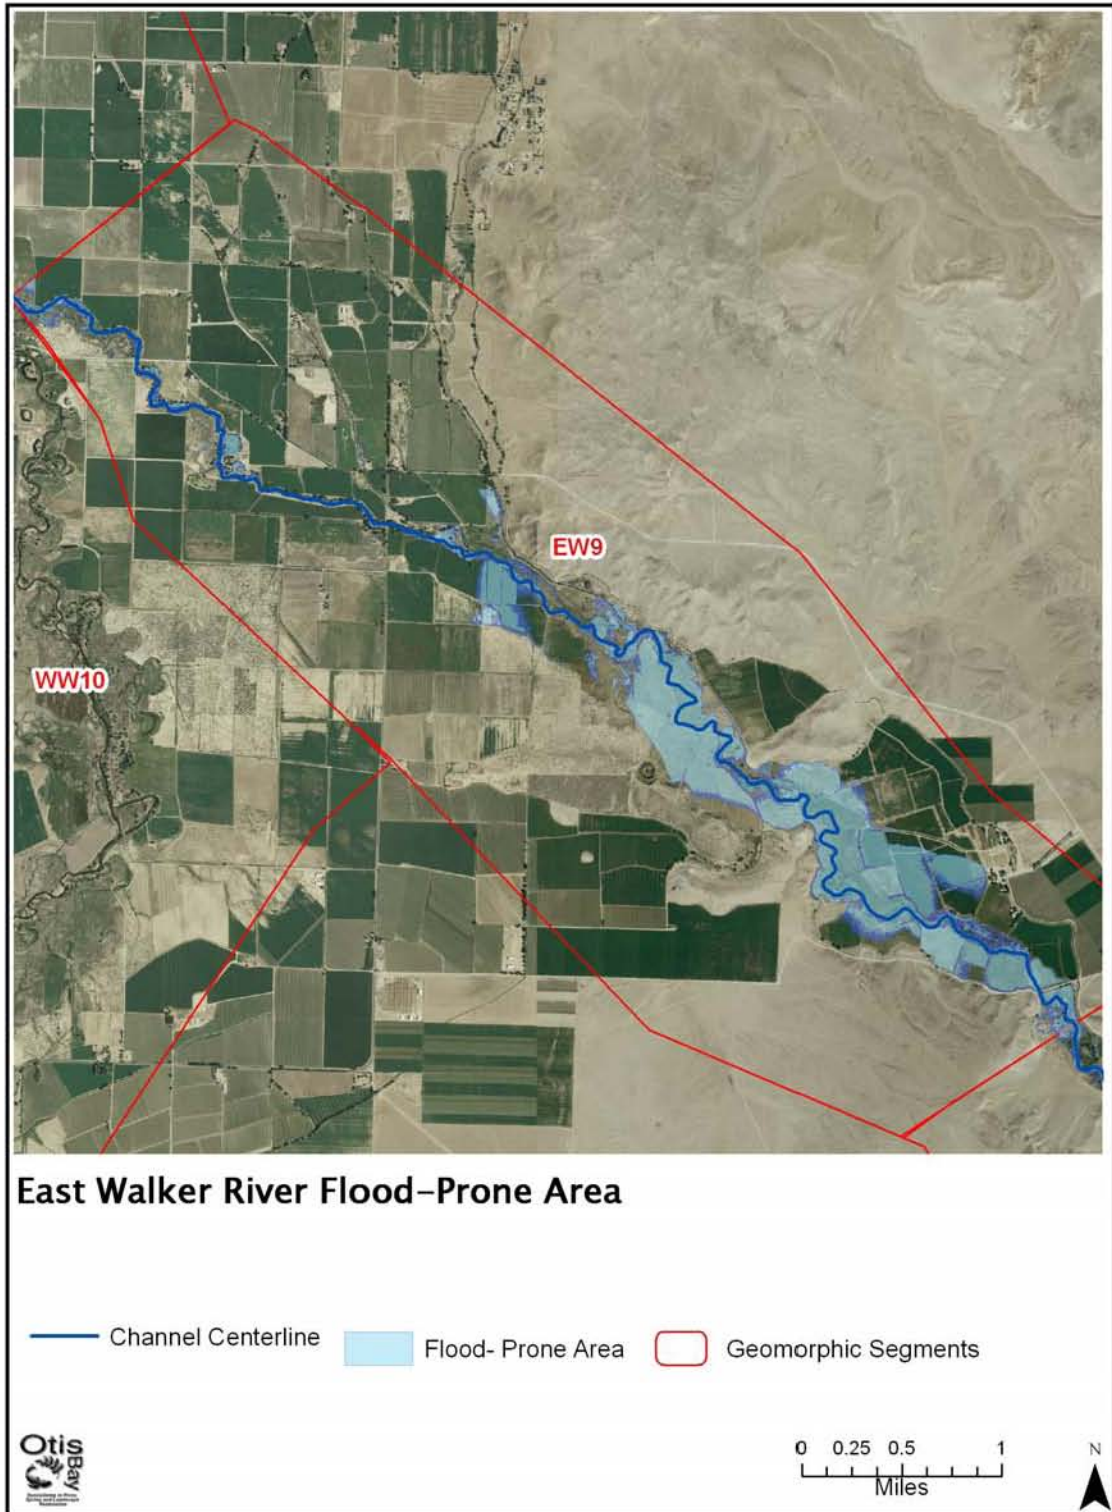 EW9
WW10
East Walker River Flood-Prone Area
Channel Centerline
Flood- Prone Area
Geomorphic Segments
Otis
Bay
0 0.25 0.5 1
Miles
N